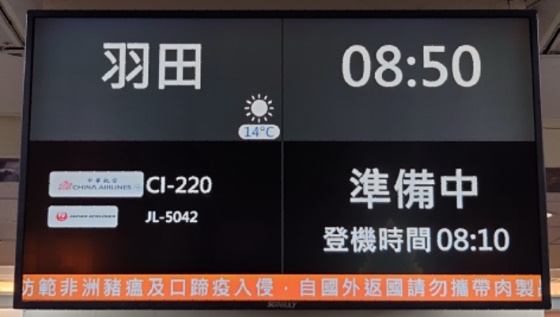 羽田
08:50
14°C
中華航空
CHINA AIRLINES
CI-220
JAPAN AIRLINES
JL-5042
準備中
登機時間 08:10
防範非洲豬瘟及口蹄疫入侵，自國外返國請勿攜帶肉製